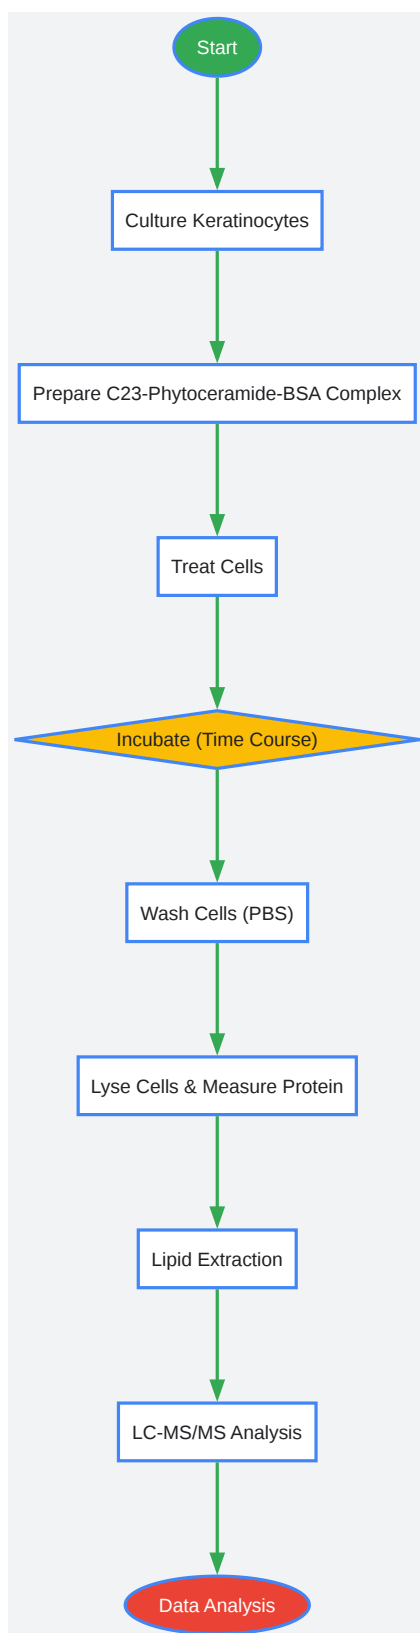 Start
Culture Keratinocytes
Prepare C23-Phytoceramide-BSA Complex
Treat Cells
Incubate (Time Course)
Wash Cells (PBS)
Lyse Cells & Measure Protein
Lipid Extraction
LC-MS/MS Analysis
Data Analysis